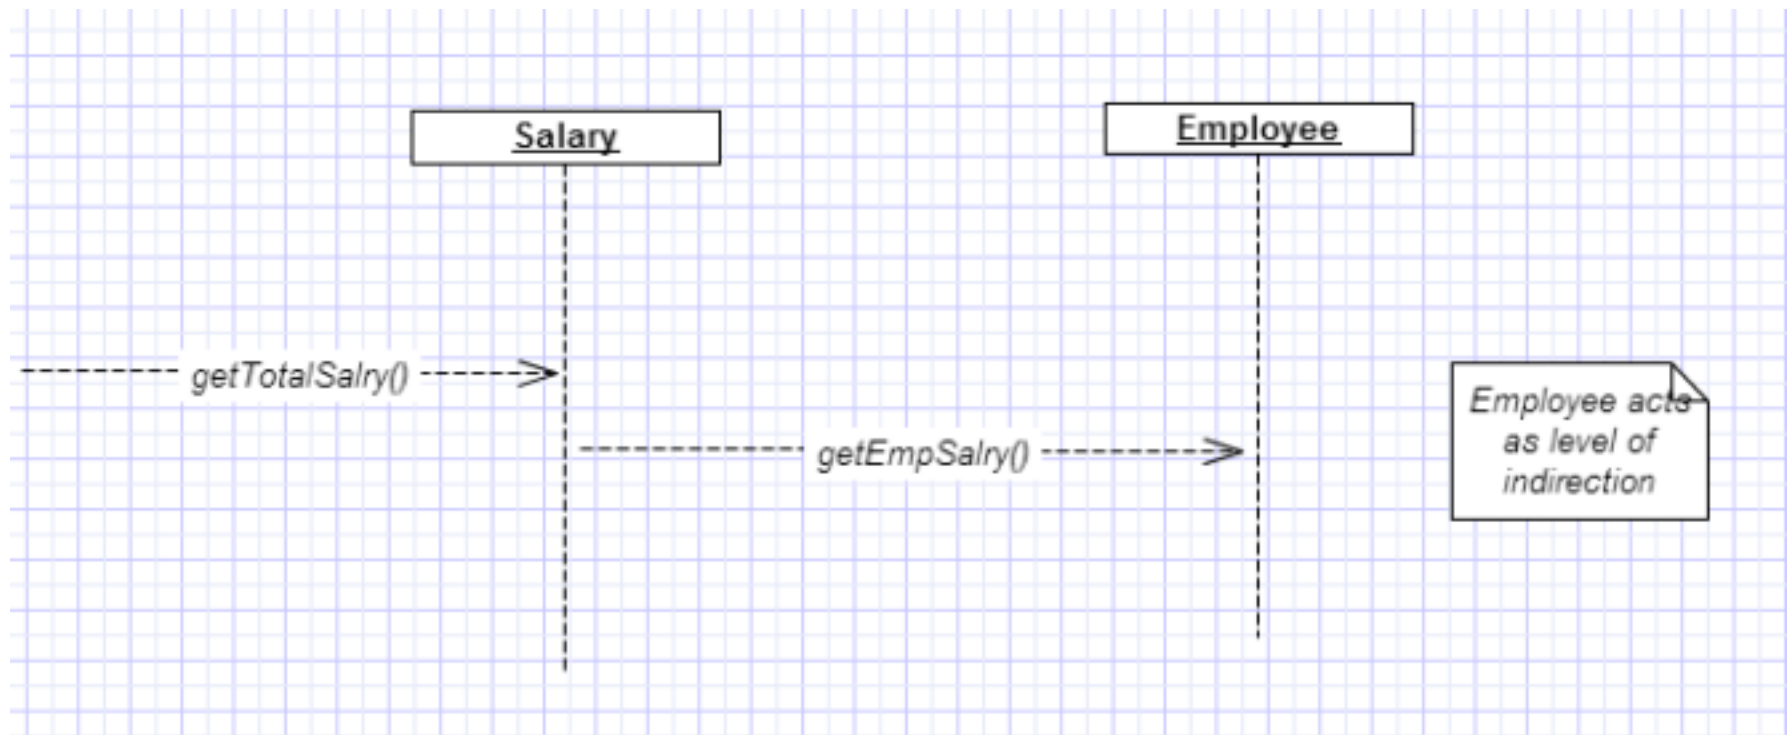 Salary
Employee
getTotalSalry()
getEmpSalry()
Employee acts
as level of
indirection